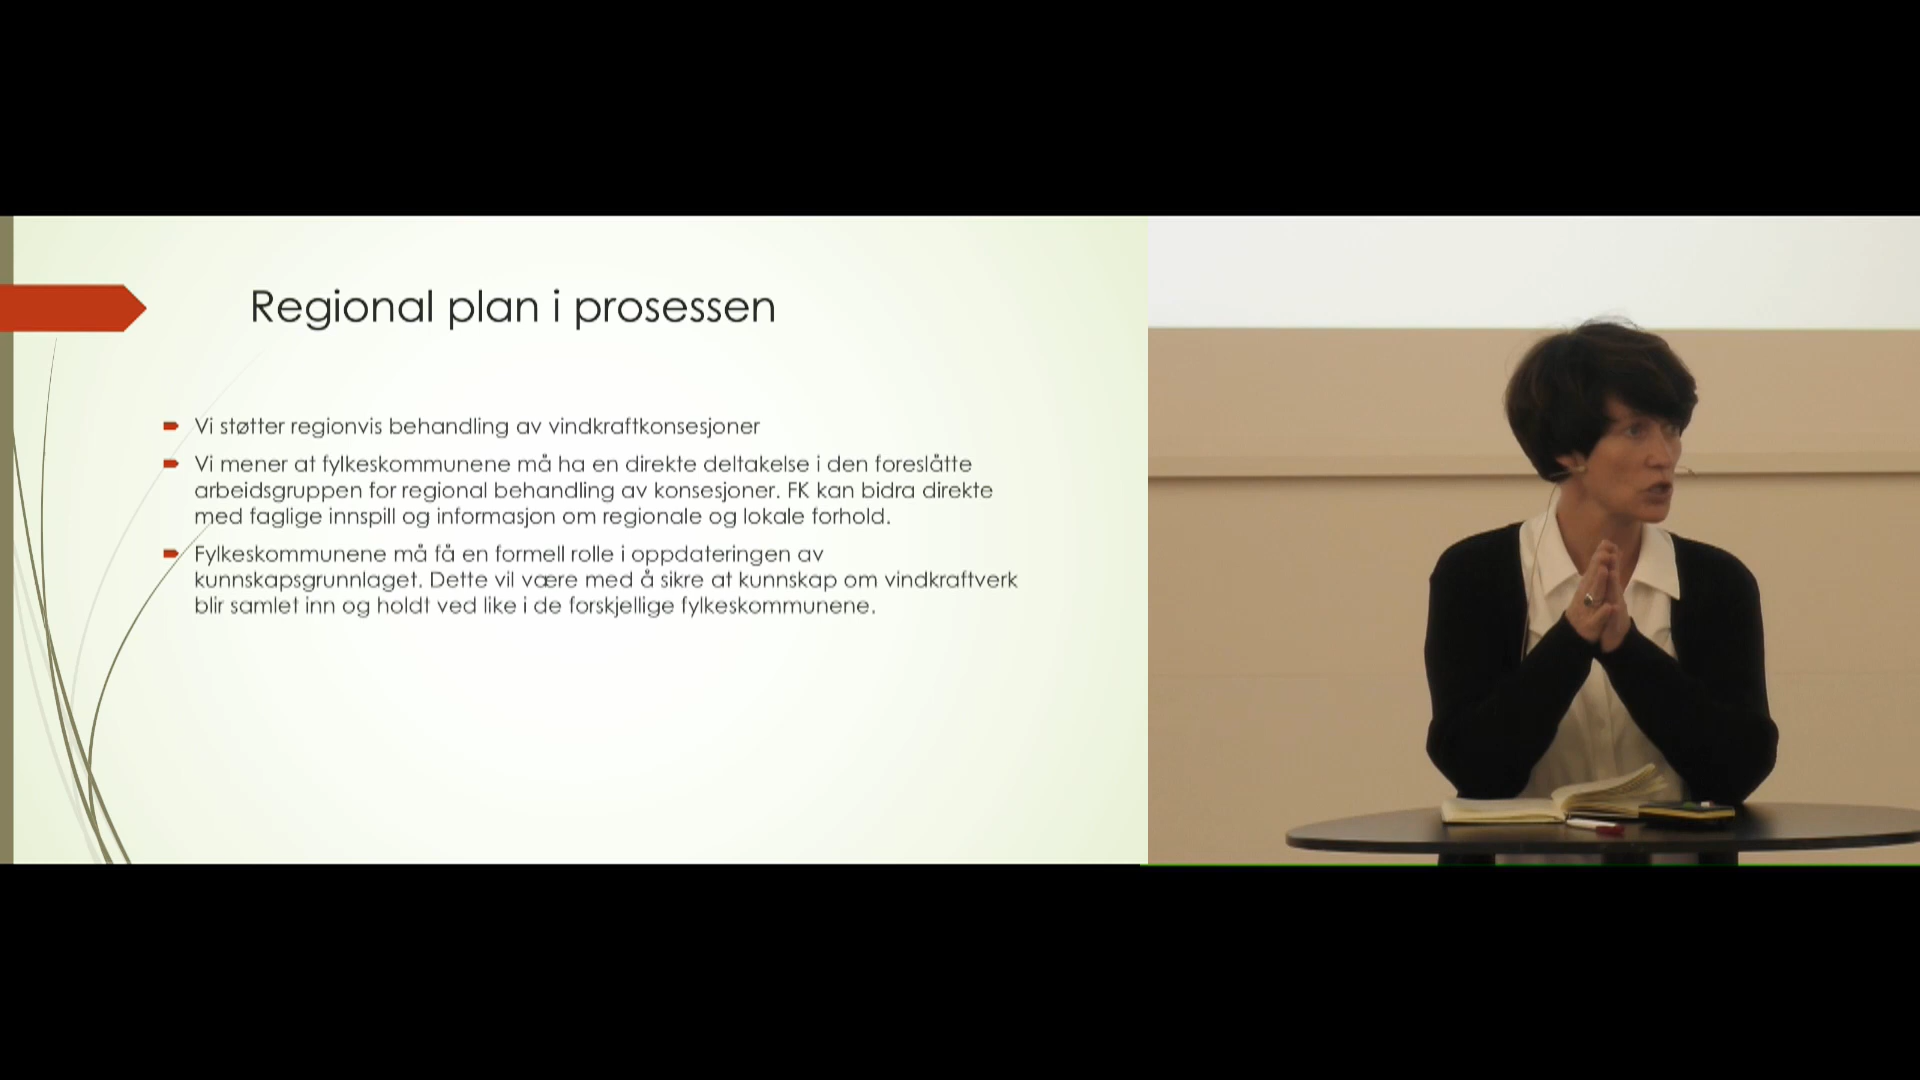 Regional plan i prosessen
Vi støtter regionvis behandling av vindkraftkonsesjoner
Vi mener at fylkeskommunene må ha en direkte deltakelse i den foreslåtte
arbeidsgruppen for regional behandling av konsesjoner. FK kan bidra direkte
med faglige innspill og informasjon om regionale og lokale forhold.
Fylkeskommunene må få en formell rolle i oppdateringen av
kunnskapsgrunnlaget. Dette vil være med å sikre at kunnskap om vindkraftverk
blir samlet inn og holdt ved like i de forskjellige fylkeskommunene.